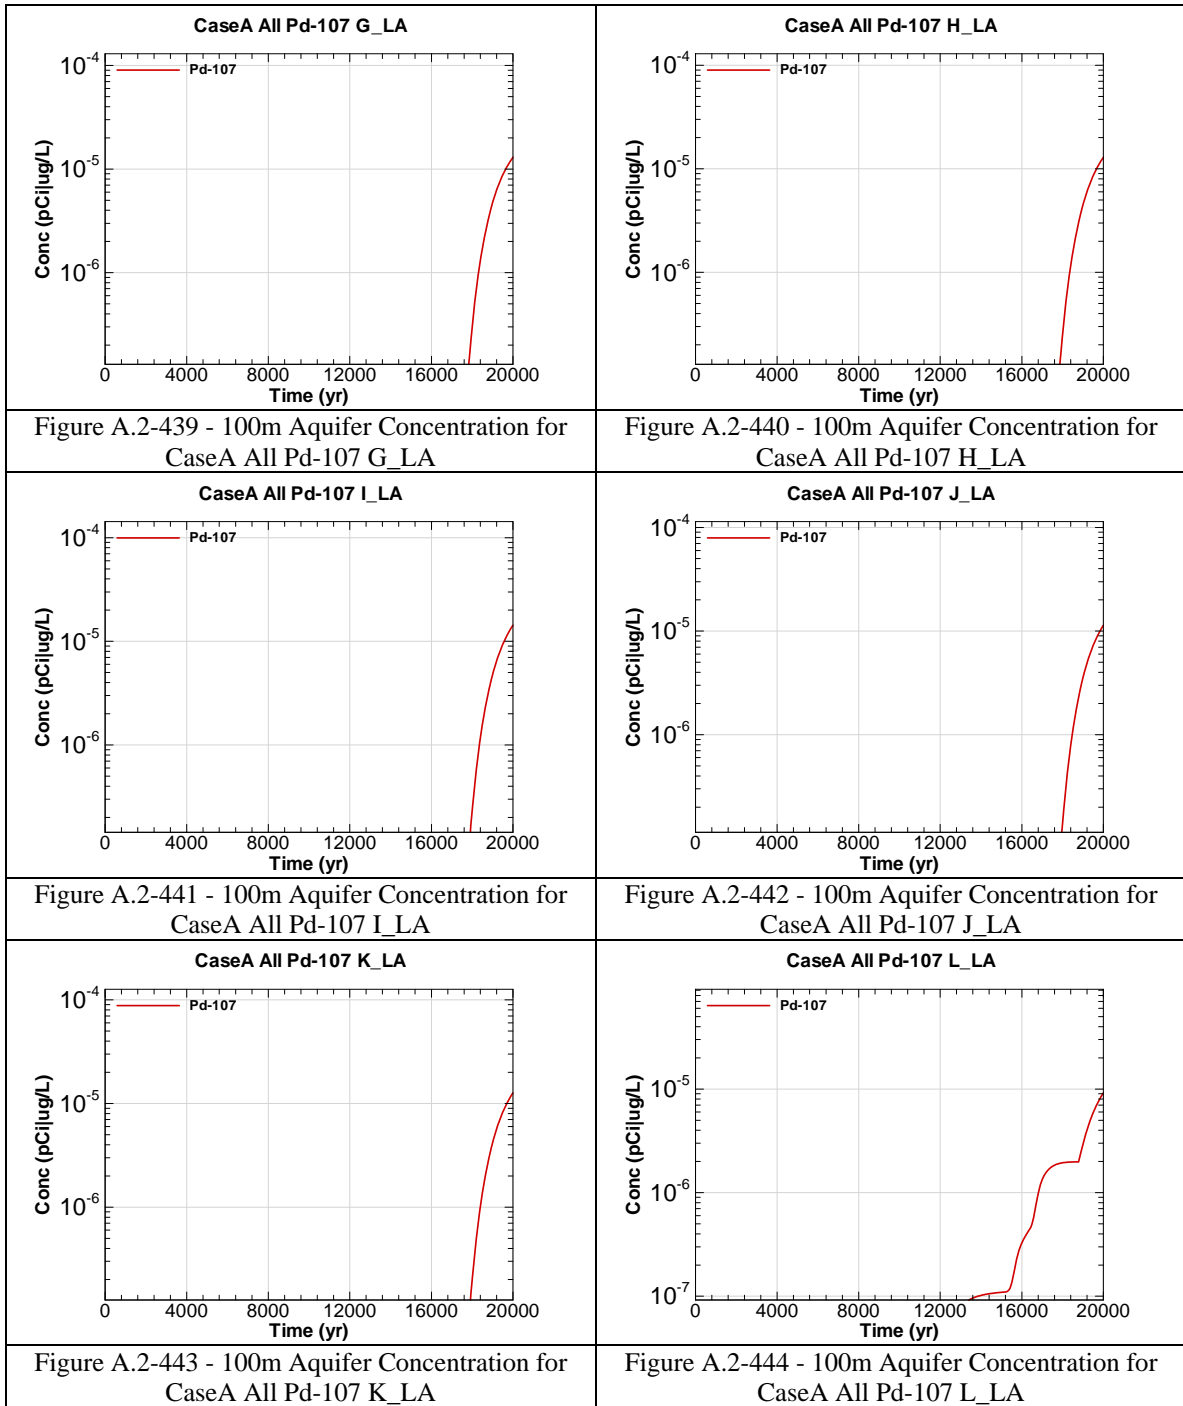 CaseA All Pd-107 G_LA
Pd-107
Conc (pCi|ug/L)
10-4
10-5
10-6
0 4000 8000 12000 16000 20000
Time (yr)
Figure A.2-439 - 100m Aquifer Concentration for
CaseA All Pd-107 G_LA
CaseA All Pd-107 H_LA
Pd-107
Conc (pCi|ug/L)
10-4
10-5
10-6
0 4000 8000 12000 16000 20000
Time (yr)
Figure A.2-440 - 100m Aquifer Concentration for
CaseA All Pd-107 H_LA
CaseA All Pd-107 I_LA
Pd-107
Conc (pCi|ug/L)
10-4
10-5
10-6
0 4000 8000 12000 16000 20000
Time (yr)
Figure A.2-441 - 100m Aquifer Concentration for
CaseA All Pd-107 I_LA
CaseA All Pd-107 J_LA
Pd-107
Conc (pCi|ug/L)
10-4
10-5
10-6
0 4000 8000 12000 16000 20000
Time (yr)
Figure A.2-442 - 100m Aquifer Concentration for
CaseA All Pd-107 J_LA
CaseA All Pd-107 K_LA
Pd-107
Conc (pCi|ug/L)
10-4
10-5
10-6
0 4000 8000 12000 16000 20000
Time (yr)
Figure A.2-443 - 100m Aquifer Concentration for
CaseA All Pd-107 K_LA
CaseA All Pd-107 L_LA
Pd-107
Conc (pCi|ug/L)
10-5
10-6
10-7
0 4000 8000 12000 16000 20000
Time (yr)
Figure A.2-444 - 100m Aquifer Concentration for
CaseA All Pd-107 L_LA